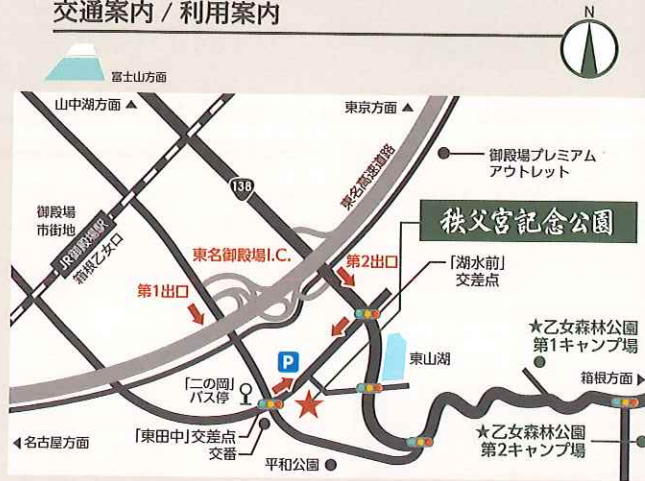 交通案内 / 利用案内
N
富士山方面
山中湖方面▲
東京方面▲
138
東名高速道路
御殿場プレミアム
アウトレット
御殿場
市街地
JR御殿場駅
箱根乙女口
秩父宮記念公園
東名御殿場I.C.
第2出口
「湖水前」
交差点
第1出口
★乙女森林公園
第1キャンプ場
P
東山湖
箱根方面▶
「二の岡」
バス停
◀名古屋方面
「東田中」交差点
交番
平和公園
★乙女森林公園
第2キャンプ場